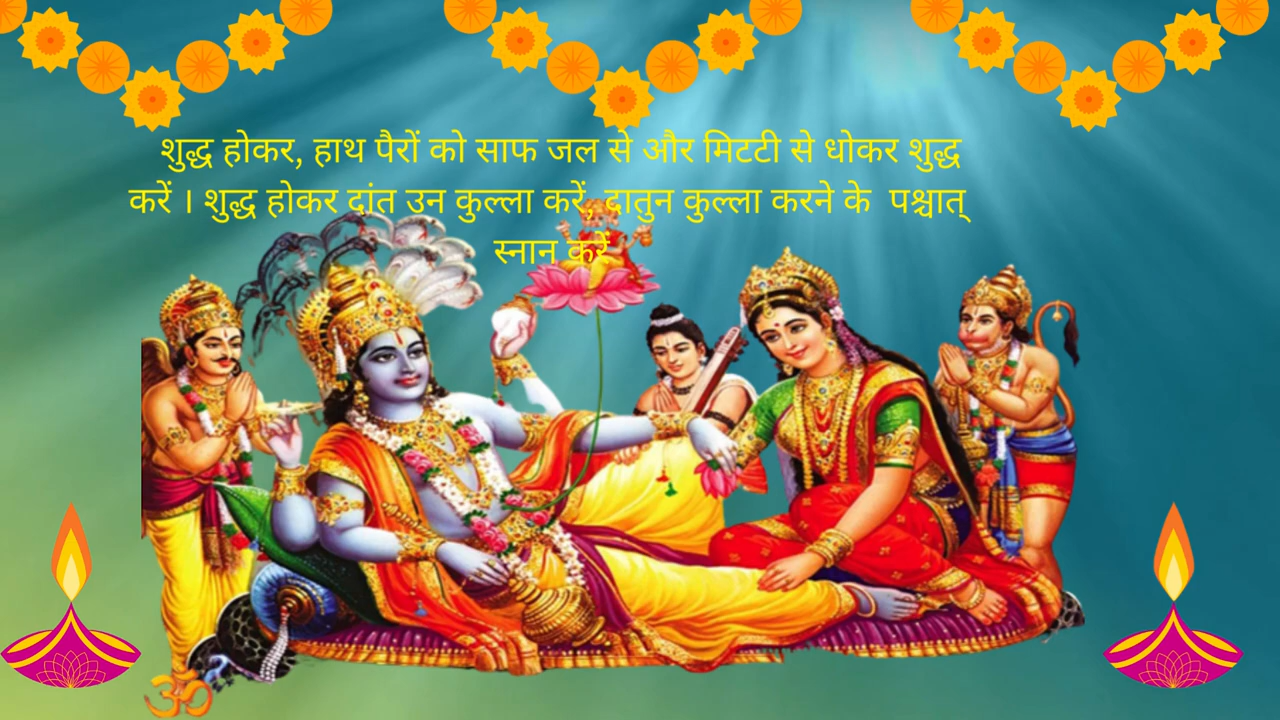 शुद्ध होकर, हाथ पैरों को साफ जल से और मिटटी से धोकर शुद्ध
करें । शुद्ध होकर दांत उन कुल्ला करें, दातुन कुल्ला करने के पश्चात्
स्नान करें
ॐ